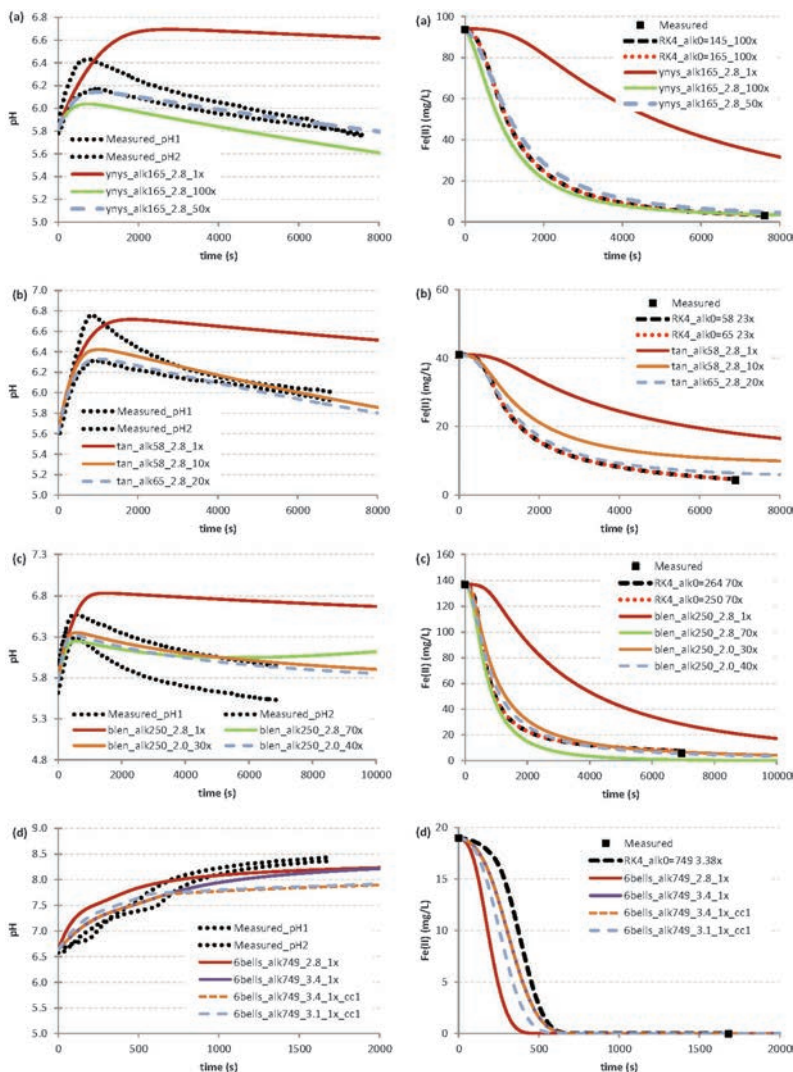 (a)
6.8
6.6
6.4
6.2
6.0
5.8
5.6
5.4
5.2
5.0
pH
Measured_pH1
Measured_pH2
ynys_alk165_2.8_1x
ynys_alk165_2.8_100x
ynys_alk165_2.8_50x
0 2000 4000 6000 8000
time (s)
(a)
100
80
60
40
20
0
Fe(II) (mg/L)
Measured
RK4_alk0=145_100x
RK4_alk0=165_100x
ynys_alk165_2.8_1x
ynys_alk165_2.8_100x
ynys_alk165_2.8_50x
0 2000 4000 6000 8000
time (s)
(b)
6.8
6.6
6.4
6.2
6.0
5.8
5.6
5.4
5.2
5.0
pH
Measured_pH1
Measured_pH2
tan_alk58_2.8_1x
tan_alk58_2.8_10x
tan_alk65_2.8_20x
0 2000 4000 6000 8000
time (s)
(b)
60
50
40
30
20
10
0
Fe(II) (mg/L)
Measured
RK4_alk0=58 23x
RK4_alk0=65 23x
tan_alk58_2.8_1x
tan_alk58_2.8_10x
tan_alk65_2.8_20x
0 2000 4000 6000 8000
time (s)
(c)
7.3
6.8
6.3
5.8
5.3
4.8
pH
Measured_pH1 Measured_pH2
blen_alk250_2.8_1x blen_alk250_2.8_70x
blen_alk250_2.0_30x blen_alk250_2.0_40x
0 2000 4000 6000 8000 10000
time (s)
(c)
160
140
120
100
80
60
40
20
0
Fe(II) (mg/L)
Measured
RK4_alk0=264 70x
RK4_alk0=250 70x
blen_alk250_2.8_1x
blen_alk250_2.8_70x
blen_alk250_2.0_30x
blen_alk250_2.0_40x
0 2000 4000 6000 8000 10000
time (s)
(d)
9.0
8.5
8.0
7.5
7.0
6.5
6.0
5.5
5.0
pH
Measured_pH1
Measured_pH2
6bells_alk749_2.8_1x
6bells_alk749_3.4_1x
6bells_alk749_3.4_1x_cc1
6bells_alk749_3.1_1x_cc1
0 500 1000 1500 2000
time (s)
(d)
20
15
10
5
0
Fe(II) (mg/L)
Measured
RK4_alk0=749 3.38x
6bells_alk749_2.8_1x
6bells_alk749_3.4_1x
6bells_alk749_3.4_1x_cc1
6bells_alk749_3.1_1x_cc1
0 500 1000 1500 2000
time (s)